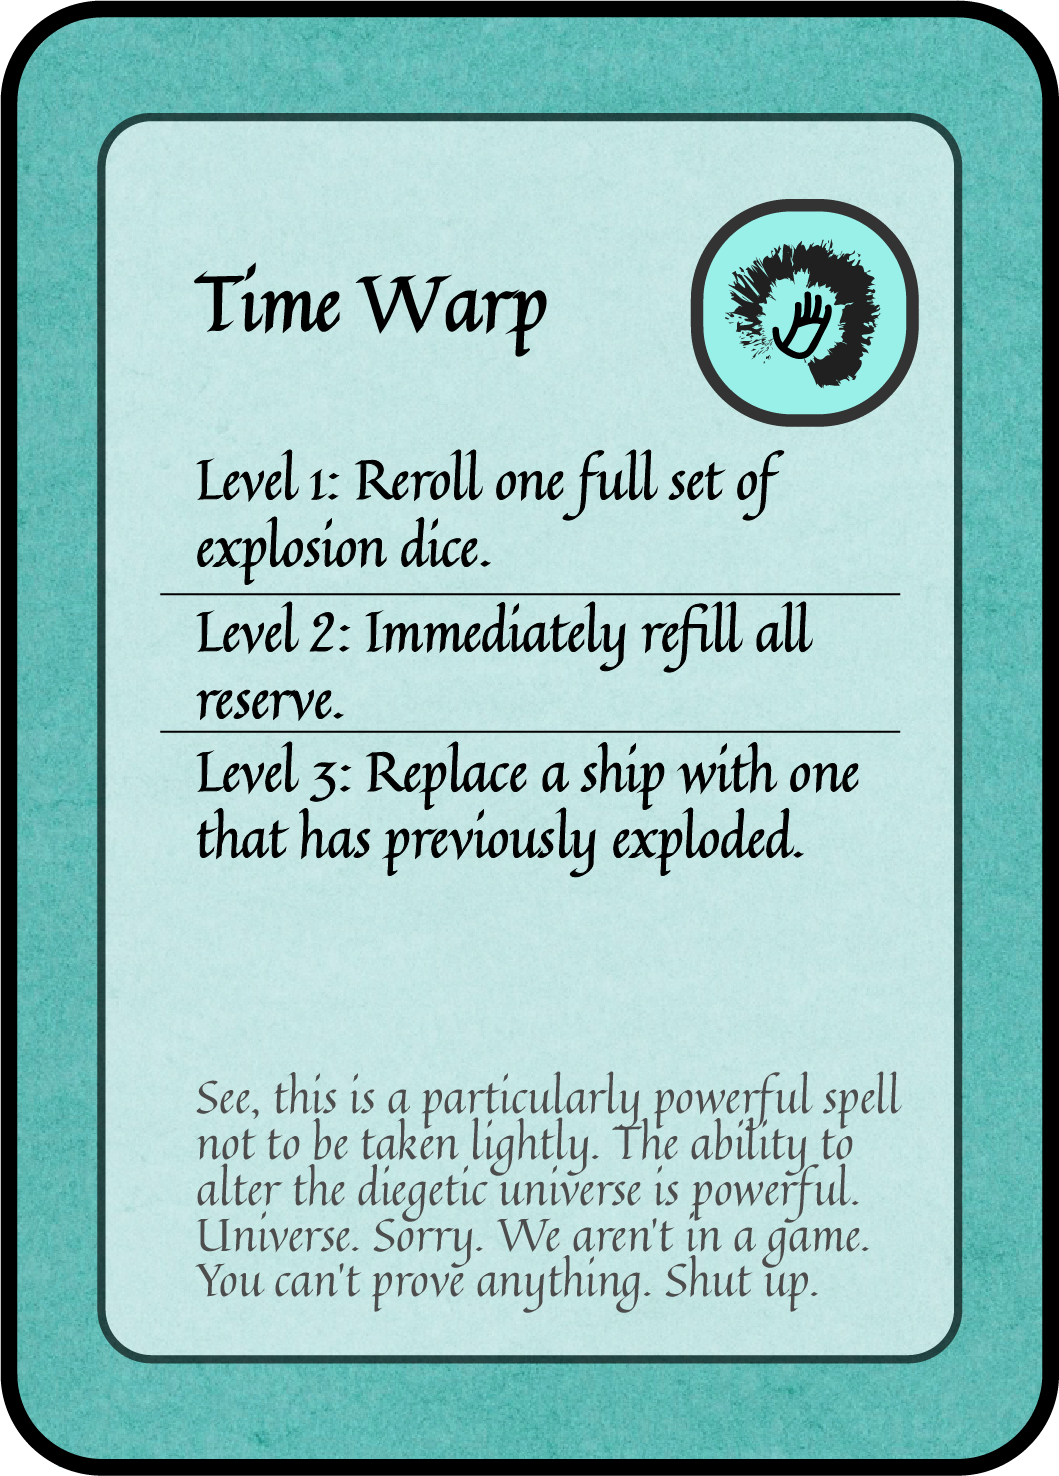 Time Warp
Level 1: Reroll one full set of
explosion dice.
Level 2: Immediately refill all
reserve.
Level 3: Replace a ship with one
that has previously exploded.
See, this is a particularly powerful spell
not to be taken lightly. The ability to
alter the diegetic universe is powerful.
Universe. Sorry. We aren't in a game.
You can't prove anything. Shut up.